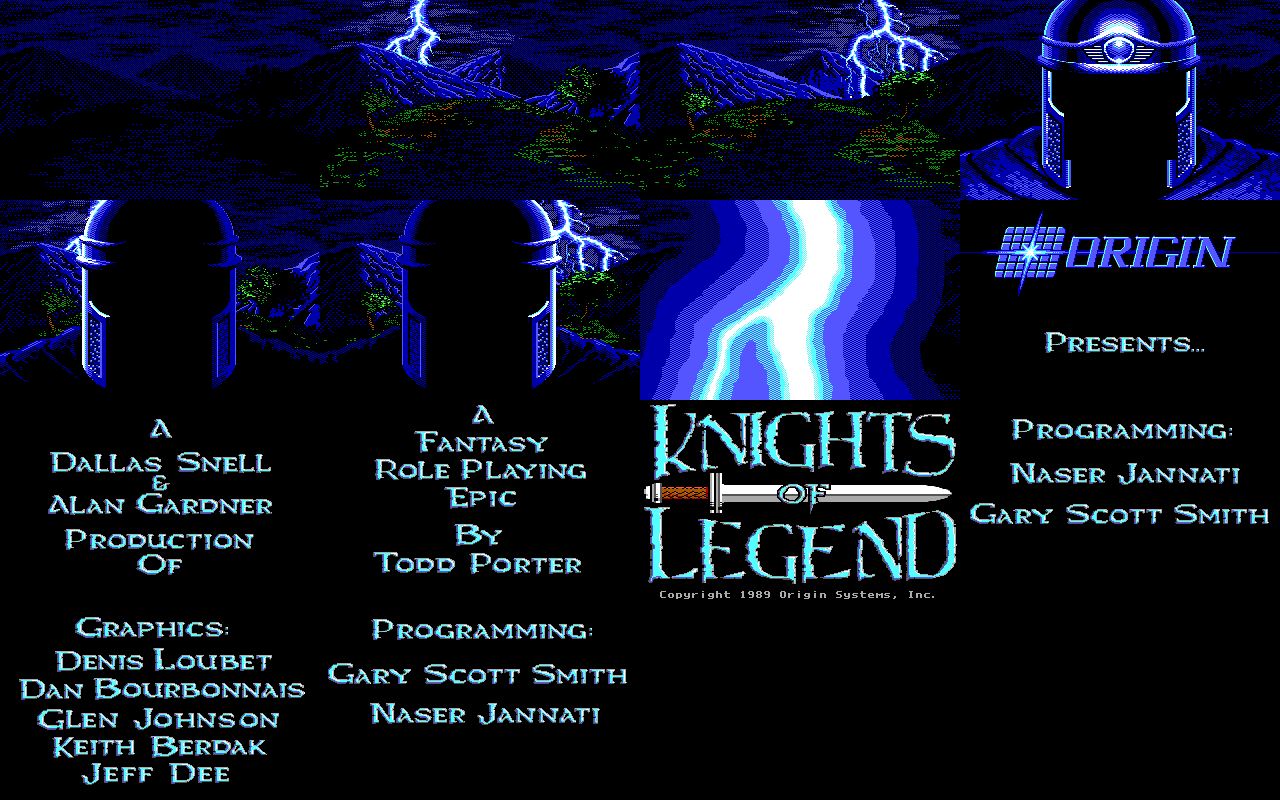 ORIGIN
PRESENTS...
A
DALLAS SNELL
&
ALAN GARDNER
PRODUCTION
OF
A
FANTASY
ROLE PLAYING
EPIC
BY
TODD PORTER
KNIGHTS
OF
LEGEND
Copyright 1989 Origin Systems, Inc.
PROGRAMMING:
NASER JANNATI
GARY SCOTT SMITH
GRAPHICS:
DENIS LOUBET
DAN BOURBONNAIS
GLEN JOHNSON
KEITH BERDAK
JEFF DEE
PROGRAMMING:
GARY SCOTT SMITH
NASER JANNATI